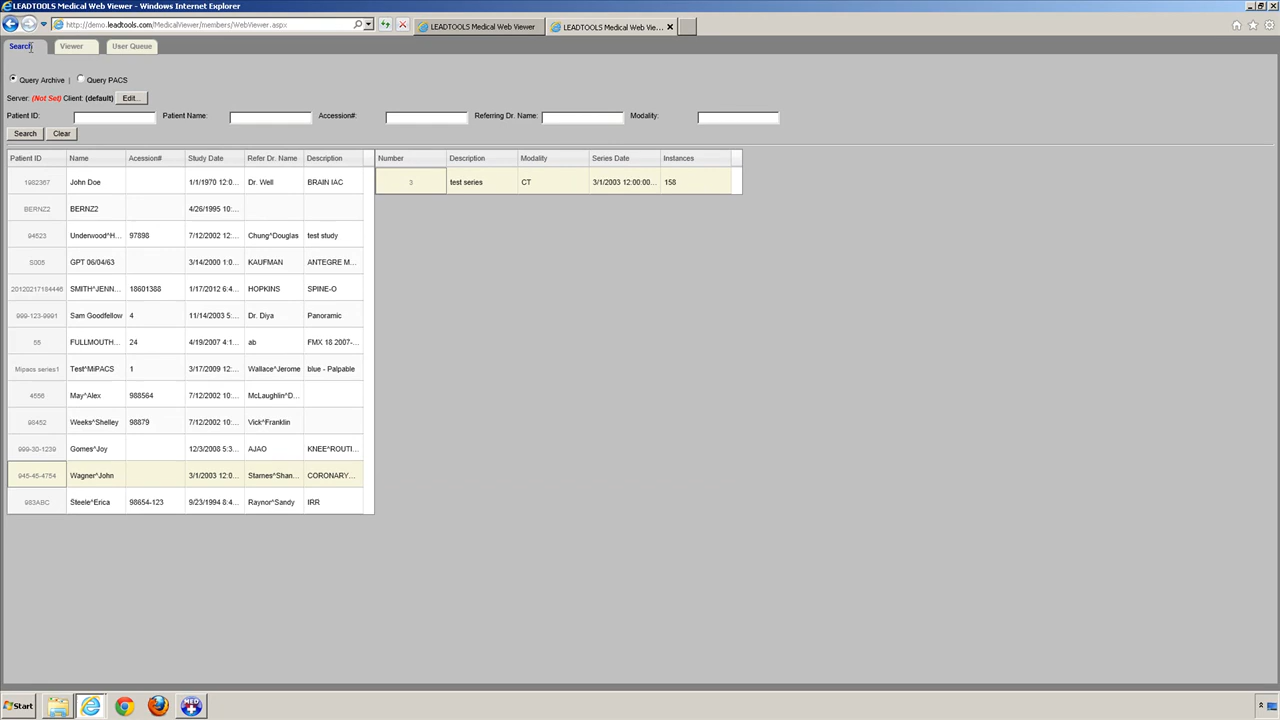 LEADTOOLS Medical Web Viewer - Windows Internet Explorer
http://demo.leadtools.com/MedicalViewer/members/WebViewer.aspx LEADTOOLS Medical Web Viewer LEADTOOLS Medical Web Vie...
Search Viewer User Queue
Query Archive | Query PACS
Server: (Not Set) Client: (default) Edit...
Patient ID: Patient Name: Accession#: Referring Dr. Name: Modality:
Search Clear
Patient ID Name Acession# Study Date Refer Dr. Name Description Number Description Modality Series Date Instances
1982367 John Doe 1/1/1970 12:0... Dr. Well BRAIN IAC 3 test series CT 3/1/2003 12:00:00... 158
BERNZ2 BERNZ2 4/26/1995 10:...
94523 Underwood^H... 97898 7/12/2002 12:... Chung^Douglas test study
S005 GPT 06/04/63 3/14/2000 1:0... KAUFMAN ANTEGRE M...
20120217184446 SMITH^JENN... 18601388 1/17/2012 6:4... HOPKINS SPINE-O
999-123-9991 Sam Goodfellow 4 11/14/2003 5:... Dr. Diya Panoramic
55 FULLMOUTH... 24 4/19/2007 4:1... ab FMX 18 2007-...
Mipacs series1 Test^MiPACS 1 3/17/2009 12:... Wallace^Jerome blue - Palpable
4556 May^Alex 988564 7/12/2002 10:... McLaughlin^D...
98452 Weeks^Shelley 98879 7/12/2002 10:... Vick^Franklin
999-30-1239 Gomes^Joy 12/3/2008 5:3... AJAO KNEE^ROUTI...
945-45-4754 Wagner^John 3/1/2003 12:0... Starnes^Shan... CORONARY...
983ABC Steele^Erica 98654-123 9/23/1994 8:4... Raynor^Sandy IRR
Start MED